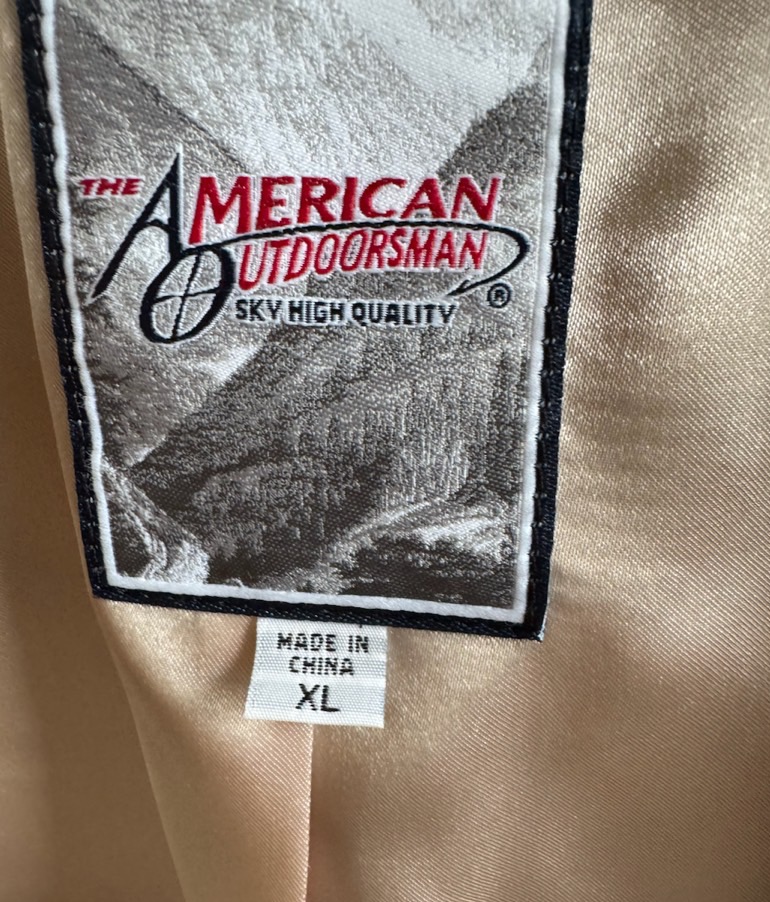 THE AMERICAN
OUTDOORSMAN
SKY HIGH QUALITY ®
MADE IN
CHINA
XL